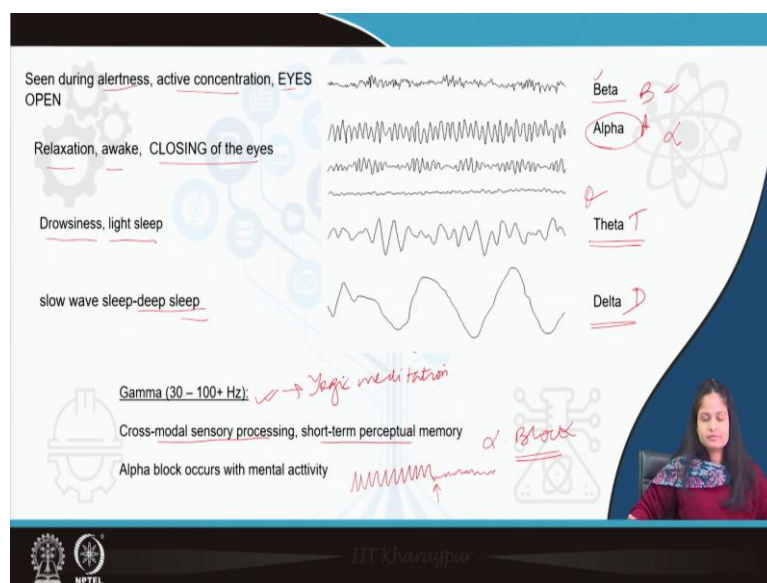 Seen during alertness, active concentration, EYES
OPEN
Beta B
Alpha A α
Relaxation, awake, CLOSING of the eyes
Drowsiness, light sleep
Theta T
slow wave sleep-deep sleep
Delta D
Gamma (30 – 100+ Hz): → Yogic meditation
Cross-modal sensory processing, short-term perceptual memory
α Block
Alpha block occurs with mental acttivity
IIT Kharagpur
NPTEL